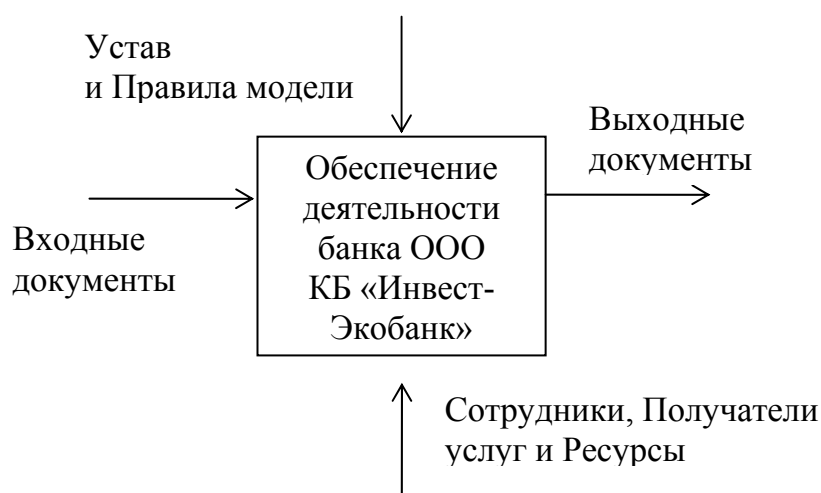 Устав
и Правила модели
Выходные
документы
Обеспечение
деятельности
банка ООО
КБ «Инвест-
Экобанк»
Входные
документы
Сотрудники, Получатели
услуг и Ресурсы